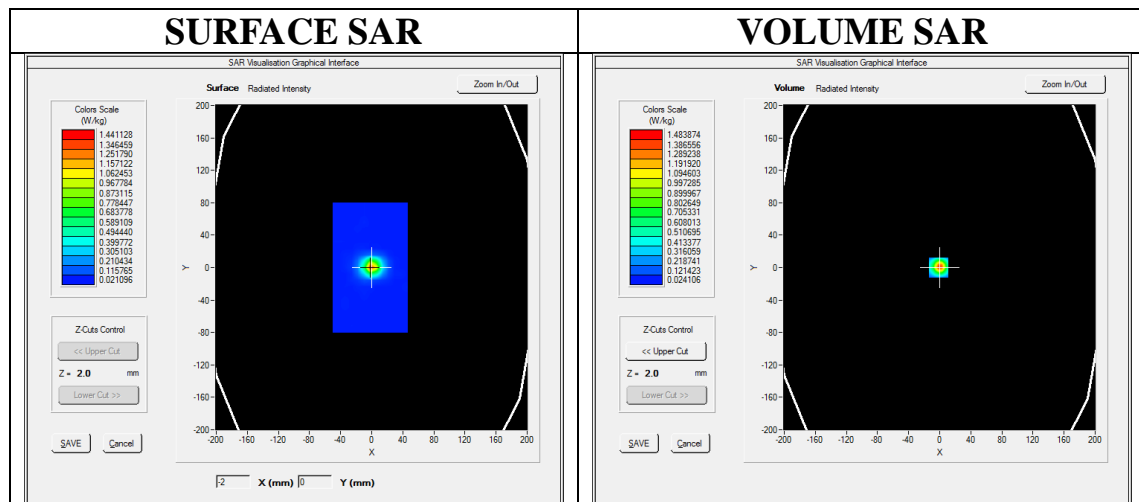 SURFACE SAR
SAR Visualisation Graphical Interface
Surface Radiated Intensity
Zoom In/Out
Colors Scale
(W/kg)
1.441128
1.346459
1.251790
1.157122
1.062453
0.967784
0.873115
0.778447
0.683778
0.589109
0.494440
0.399772
0.305103
0.210434
0.115765
0.021096
Z-Cuts Control
<< Upper Cut
Z = 2.0 mm
Lower Cut >>
SAVE Cancel
200
160
120
80
40
0
-40
-80
-120
-160
-200
Y
-200 -160 -120 -80 -40 0 40 80 120 160 200
X
-2 X (mm) 0 Y (mm)
VOLUME SAR
SAR Visualisation Graphical Interface
Volume Radiated Intensity
Zoom In/Out
Colors Scale
(W/kg)
1.483874
1.386556
1.289238
1.191920
1.094603
0.997285
0.899967
0.802649
0.705331
0.608013
0.510695
0.413377
0.316059
0.218741
0.121423
0.024106
Z-Cuts Control
<< Upper Cut
Z = 2.0 mm
Lower Cut >>
SAVE Cancel
200
160
120
80
40
0
-40
-80
-120
-160
-200
Y
-200 -160 -120 -80 -40 0 40 80 120 160 200
X